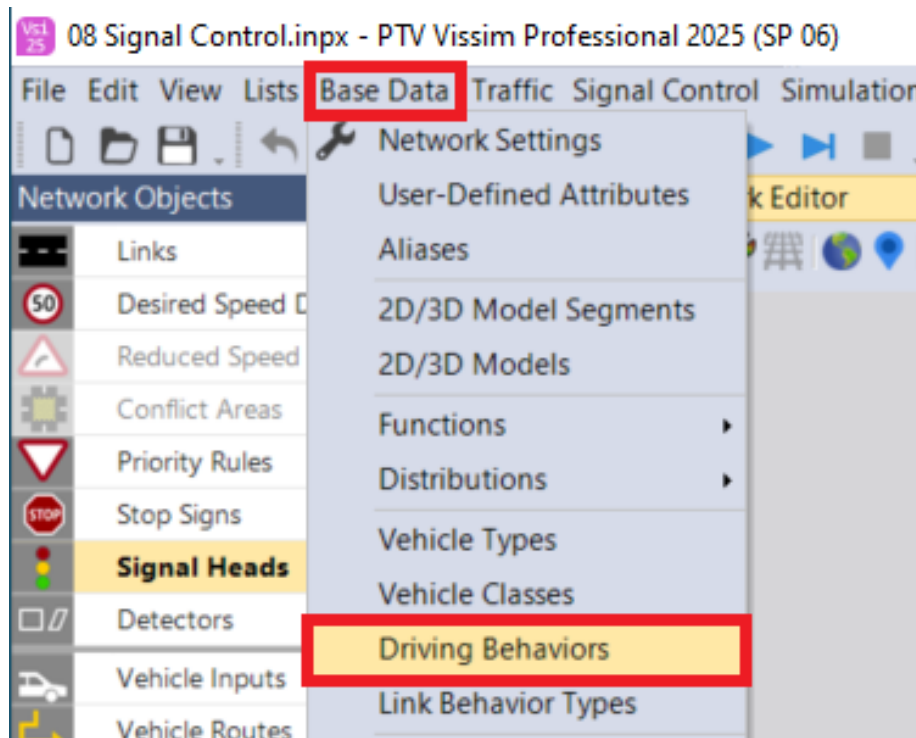 Vsi 25 08 Signal Control.inpx - PTV Vissim Professional 2025 (SP 06)
File Edit View Lists Base Data Traffic Signal Control Simulation
Network Settings
Network Objects
User-Defined Attributes
k Editor
Links
Aliases
50 Desired Speed D
2D/3D Model Segments
Reduced Speed
2D/3D Models
Conflict Areas
Functions
Priority Rules
Distributions
STOP Stop Signs
Vehicle Types
Signal Heads
Vehicle Classes
Detectors
Driving Behaviors
Vehicle Inputs
Link Behavior Types
Vehicle Routes